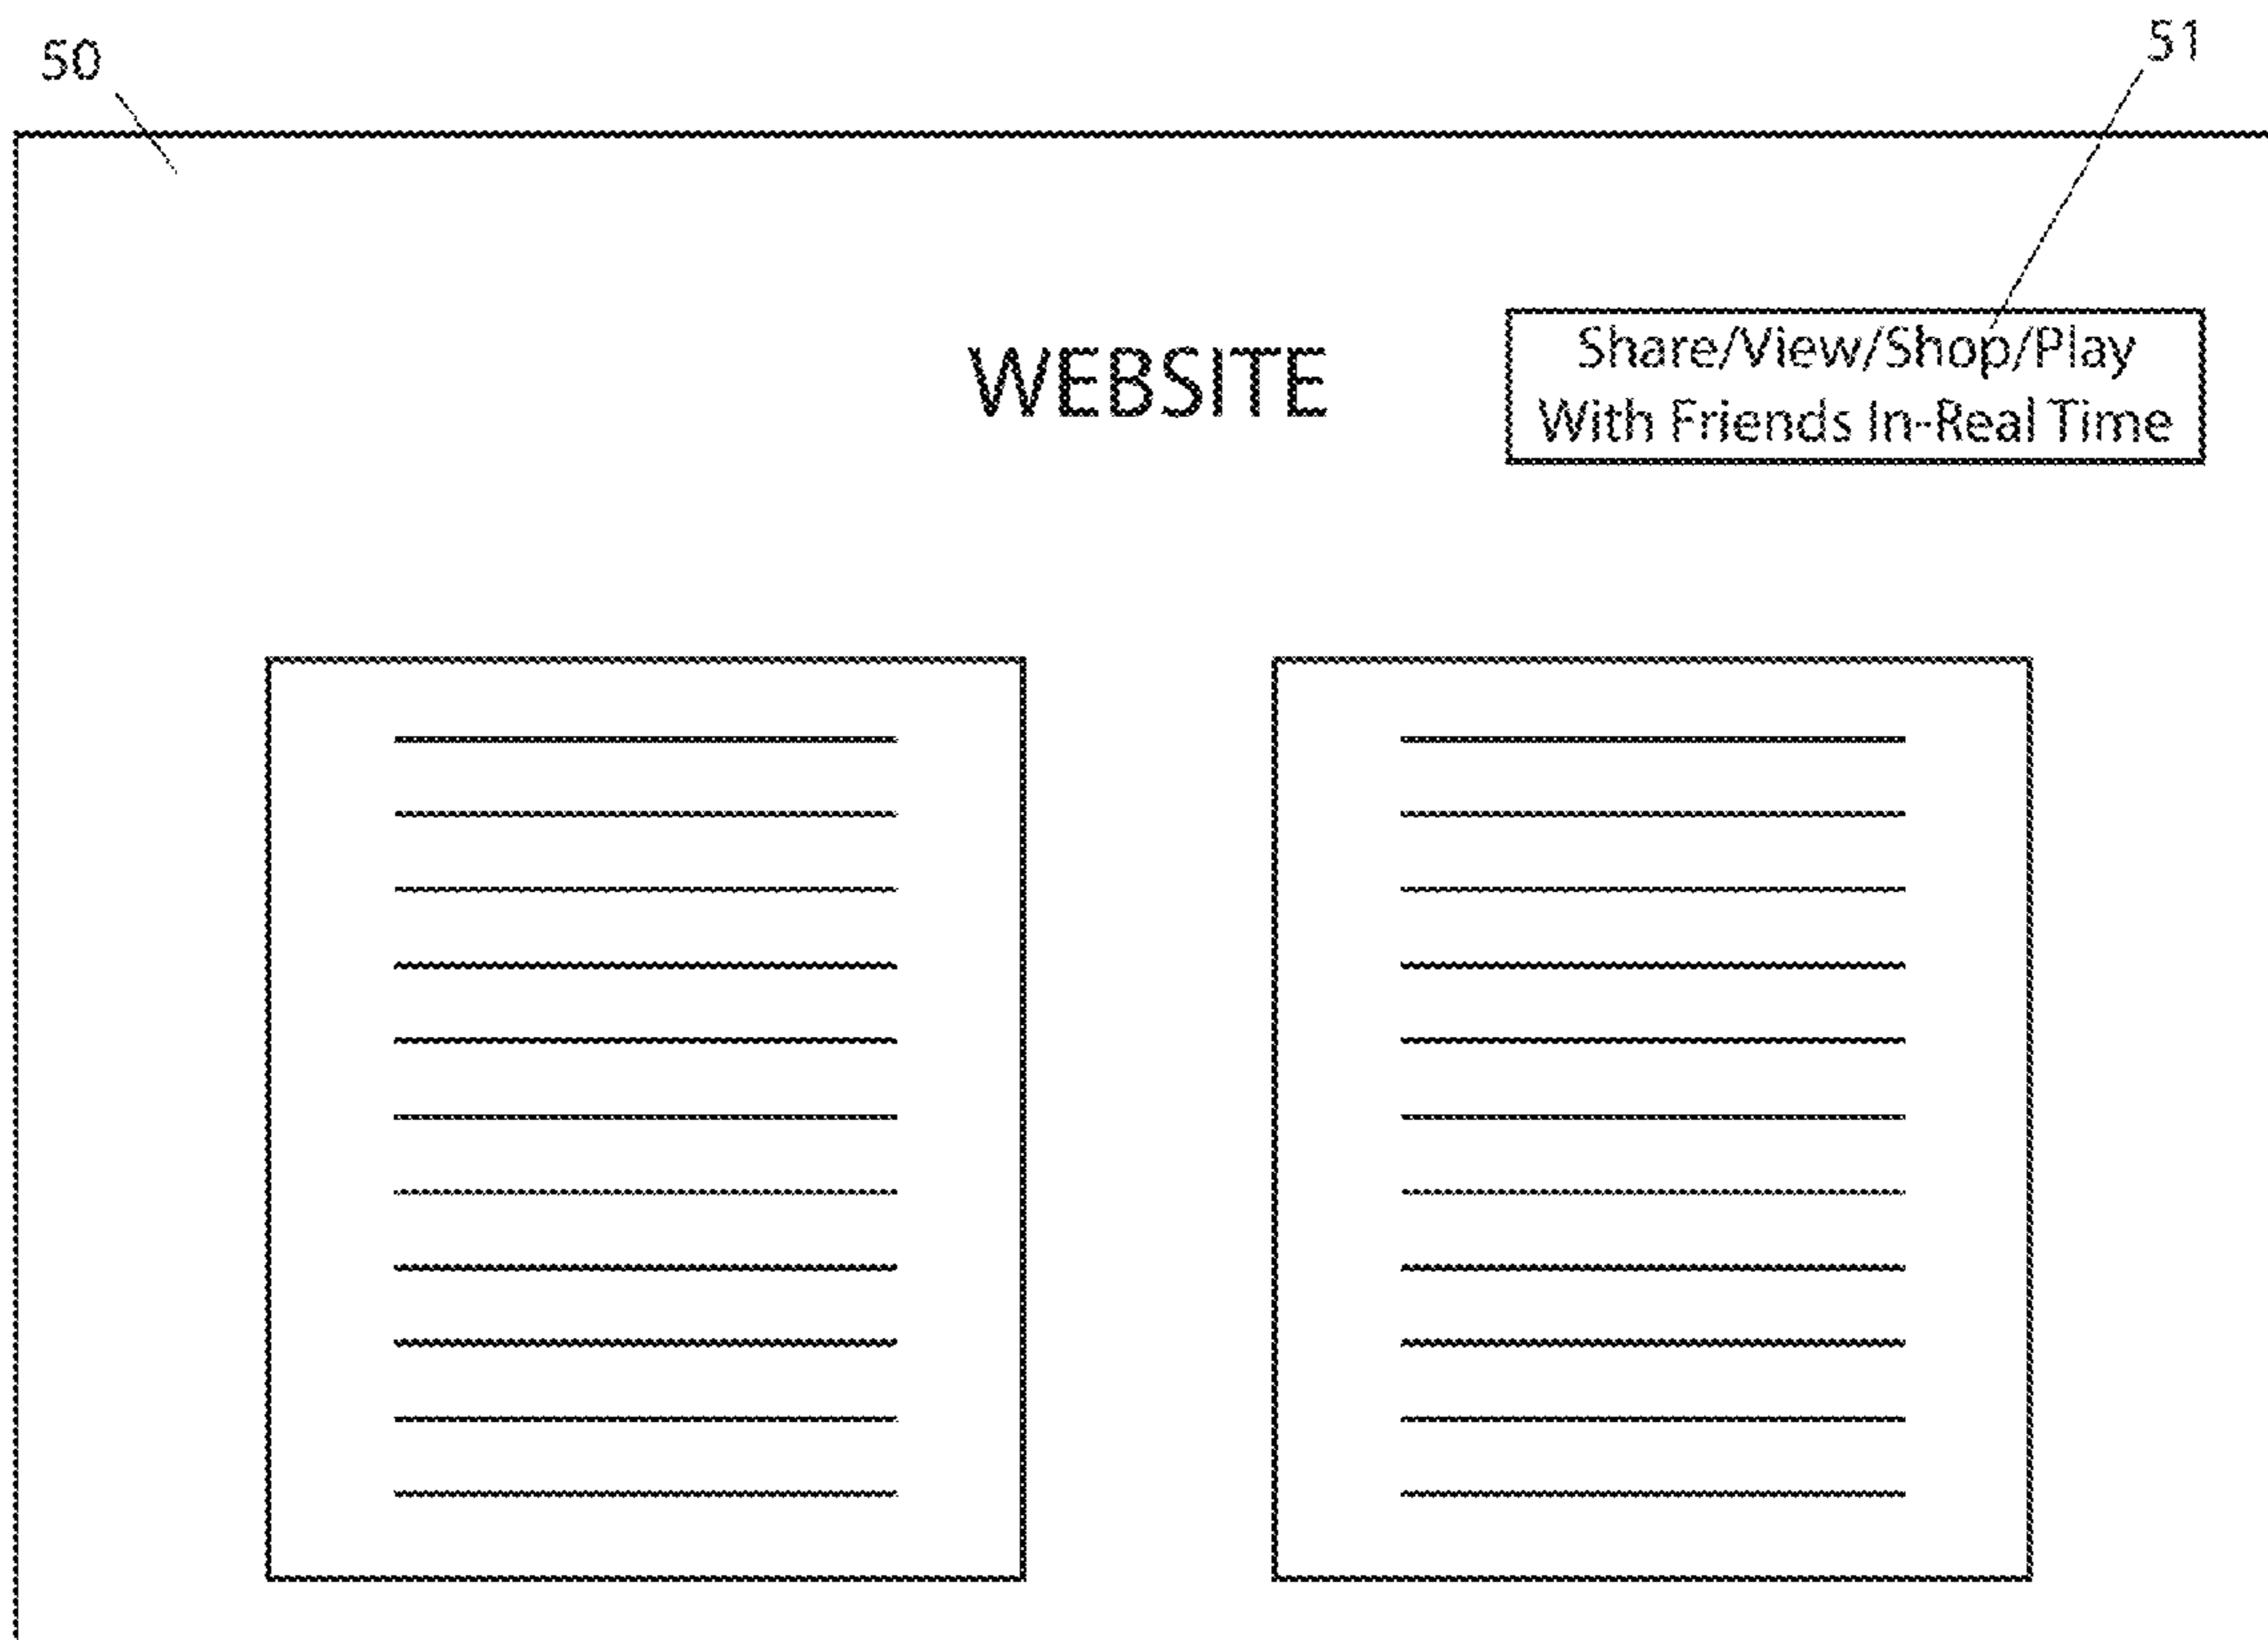 50
51
WEBSITE
Share/View/Shop/Play
With Friends In-Real Time